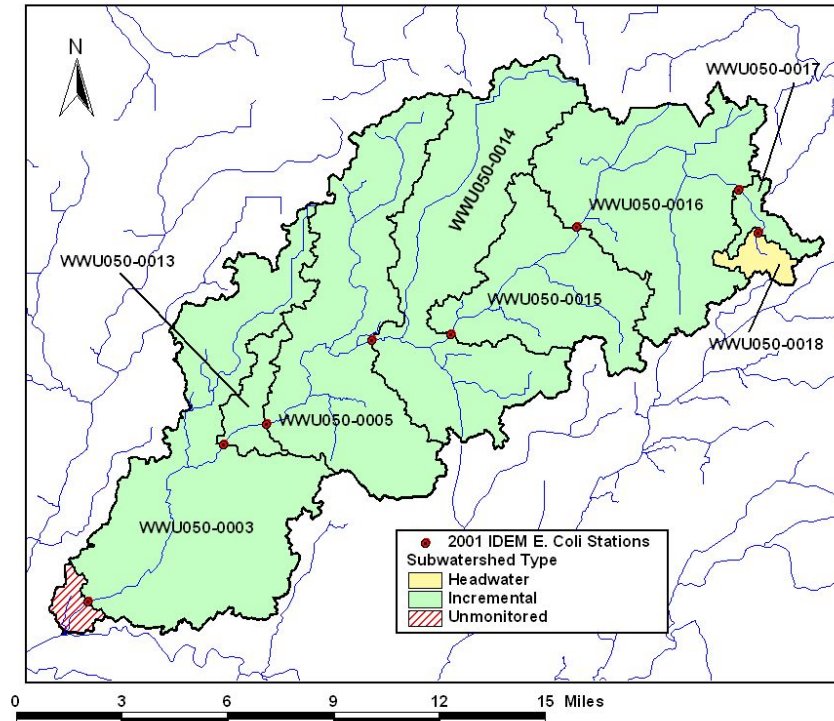 N
WWU050-0017
WWU050-0014
WWU050-0016
WWU050-0013
WWU050-0015
WWU050-0018
WWU050-0005
WWU050-0003
2001 IDEM E. Coli Stations
Subwatershed Type
Headwater
Incremental
Unmonitored
0 3 6 9 12 15 Miles